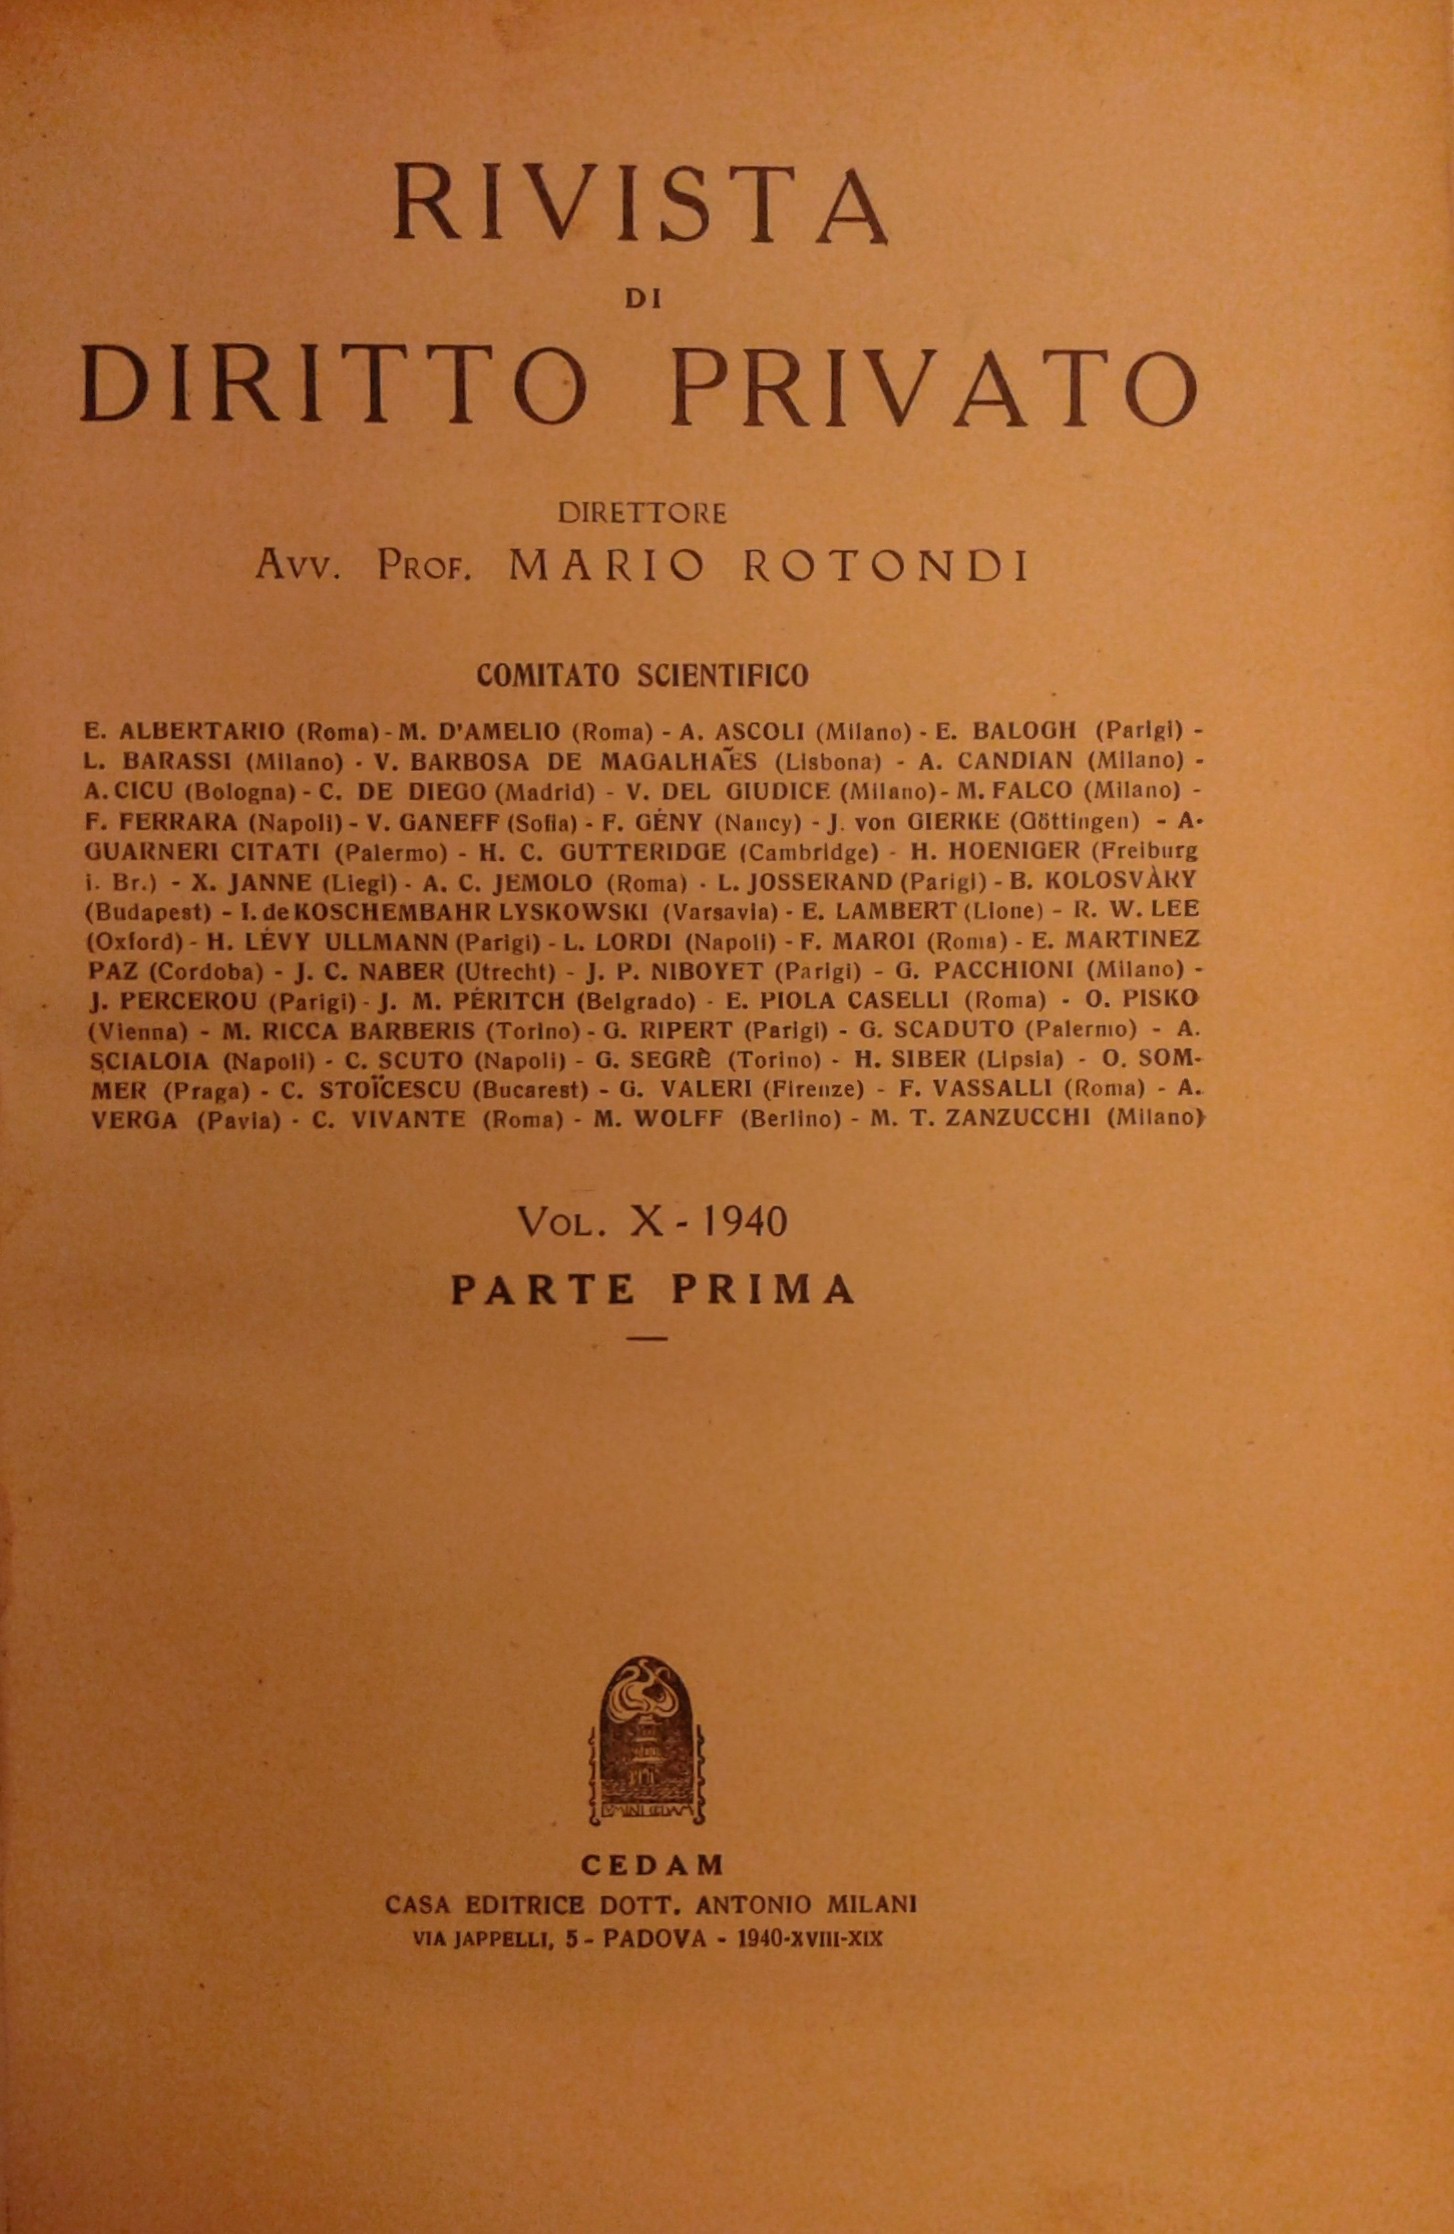 RIVISTA
DI
DIRITTO PRIVATO
DIRETTORE
AVV. PROF. MARIO ROTONDI
COMITATO SCIENTIFICO
E. ALBERTARIO (Roma) - M. D'AMELIO (Roma) - A. ASCOLI (Milano) - E. BALOGH (Parigi) -
L. BARASSI (Milano) - V. BARBOSA DE MAGALHAẼS (Lisbona) - A. CANDIAN (Milano) -
A. CICU (Bologna) - C. DE DIEGO (Madrid) - V. DEL GIUDICE (Milano) - M. FALCO (Milano) -
F. FERRARA (Napoli) - V. GANEFF (Sofia) - F. GÉNY (Nancy) - J. von GIERKE (Göttingen) - A.
GUARNERI CITATI (Palermo) - H. C. GUTTERIDGE (Cambridge) - H. HOENIGER (Freiburg
i. Br.) - X. JANNE (Liegi) - A. C. JEMOLO (Roma) - L. JOSSERAND (Parigi) - B. KOLOSVÀRY
(Budapest) - I. de KOSCHEMBAHR LYSKOWSKI (Varsavia) - E. LAMBERT (Lione) - R. W. LEE
(Oxford) - H. LÉVY ULLMANN (Parigi) - L. LORDI (Napoli) - F. MAROI (Roma) - E. MARTINEZ
PAZ (Cordoba) - J. C. NABER (Utrecht) - J. P. NIBOYET (Parigi) - G. PACCHIONI (Milano) -
J. PERCEROU (Parigi) - J. M. PÉRITCH (Belgrado) - E. PIOLA CASELLI (Roma) - O. PISKO
(Vienna) - M. RICCA BARBERIS (Torino) - G. RIPERT (Parigi) - G. SCADUTO (Palermo) - A.
SCIALOIA (Napoli) - C. SCUTO (Napoli) - G. SEGRÈ (Torino) - H. SIBER (Lipsia) - O. SOM-
MER (Praga) - C. STOÏCESCU (Bucarest) - G. VALERI (Firenze) - F. VASSALLI (Roma) - A.
VERGA (Pavia) - C. VIVANTE (Roma) - M. WOLFF (Berlino) - M. T. ZANZUCCHI (Milano)
VOL. X - 1940
PARTE PRIMA
CEDAM
CASA EDITRICE DOTT. ANTONIO MILANI
VIA JAPPELLI, 5 - PADOVA - 1940-XVIII-XIX